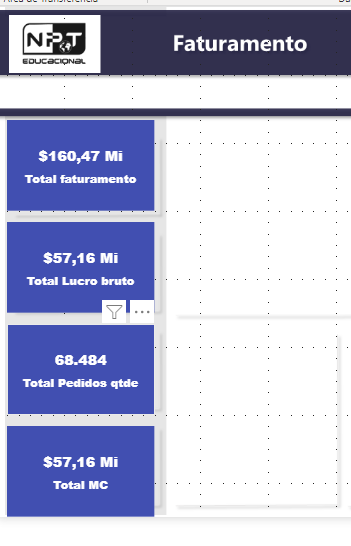 NPT
EDUCACIONAL
Faturamento
$160,47 Mi
Total faturamento
$57,16 Mi
Total Lucro bruto
68.484
Total Pedidos qtde
$57,16 Mi
Total MC